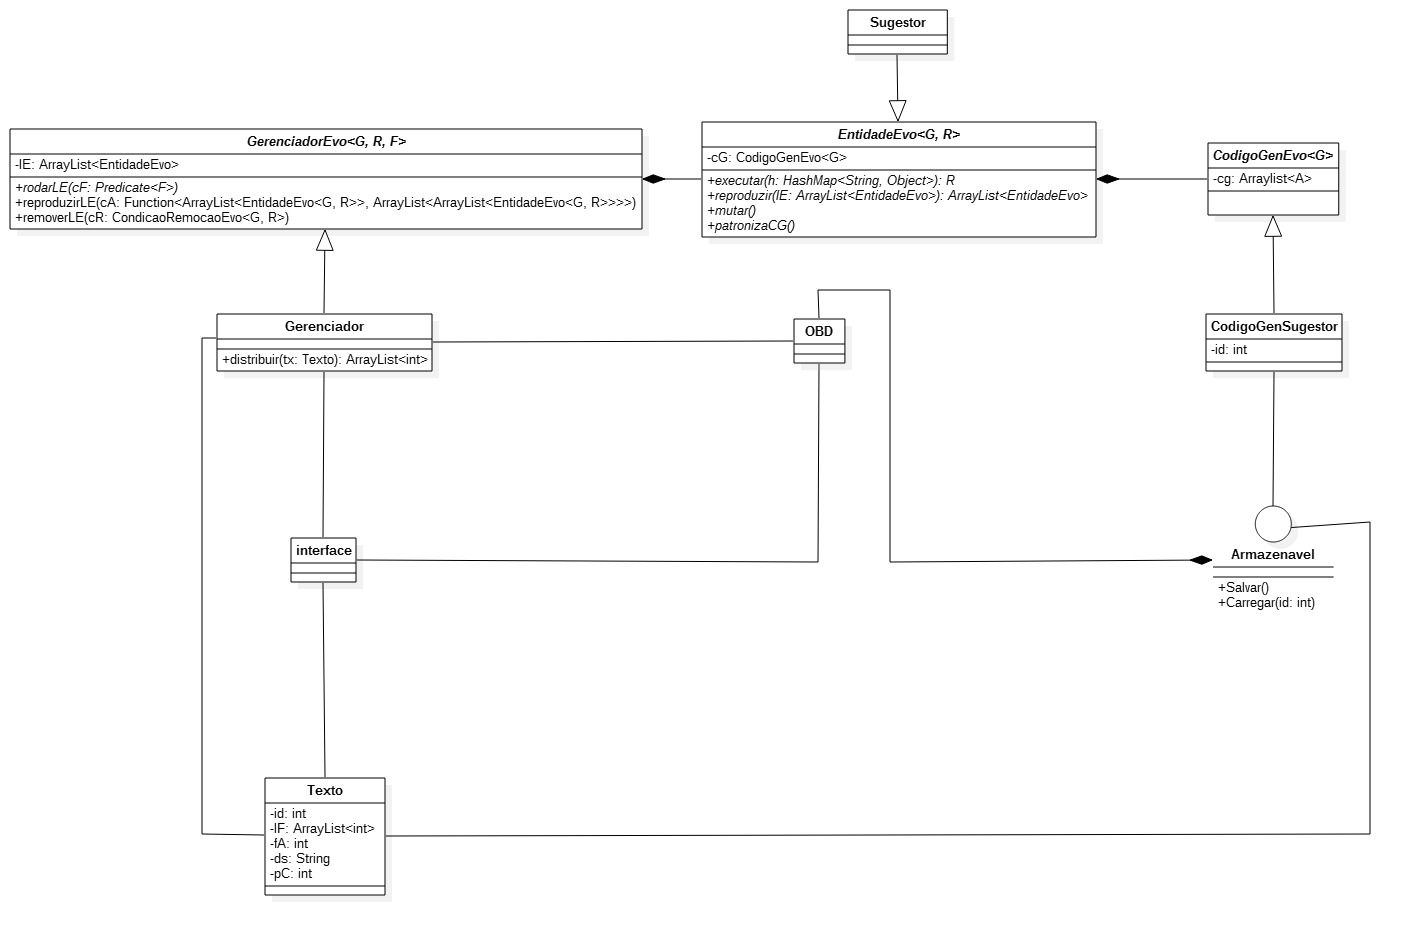 Sugestor
GerenciadorEvo<G, R, F>
-lE: ArrayList<EntidadeEvo>
+rodarLE(cF: Predicate<F>)
+reproduzirLE(cA: Function<ArrayList<EntidadeEvo<G, R>>, ArrayList<ArrayList<EntidadeEvo<G, R>>>>)
+removerLE(cR: CondicaoRemocaoEvo<G, R>)
EntidadeEvo<G, R>
-cG: CodigoGenEvo<G>
+executar(h: HashMap<String, Object>): R
+reproduzir(lE: ArrayList<EntidadeEvo>): ArrayList<EntidadeEvo>
+mutar()
+patronizaCG()
CodigoGenEvo<G>
-cg: Arraylist<A>
Gerenciador
+distribuir(tx: Texto): ArrayList<int>
OBD
CodigoGenSugestor
-id: int
interface
Armazenavel
+Salvar()
+Carregar(id: int)
Texto
-id: int
-lF: ArrayList<int>
-fA: int
-ds: String
-pC: int